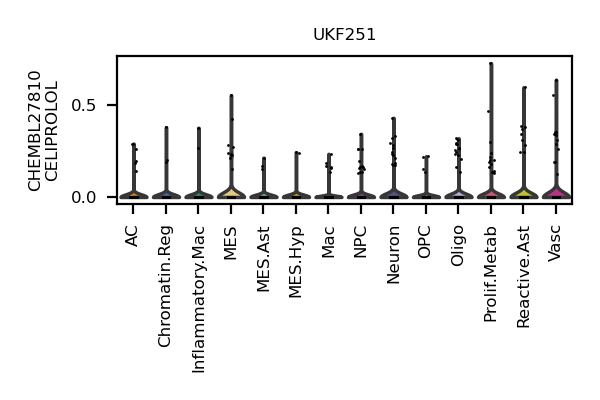 UKF251
CHEMBL27810
CELIPROLOL
0.5
0.0
AC
Chromatin.Reg
Inflammatory.Mac
MES
MES.Ast
MES.Hyp
Mac
NPC
Neuron
OPC
Oligo
Prolif.Metab
Reactive.Ast
Vasc